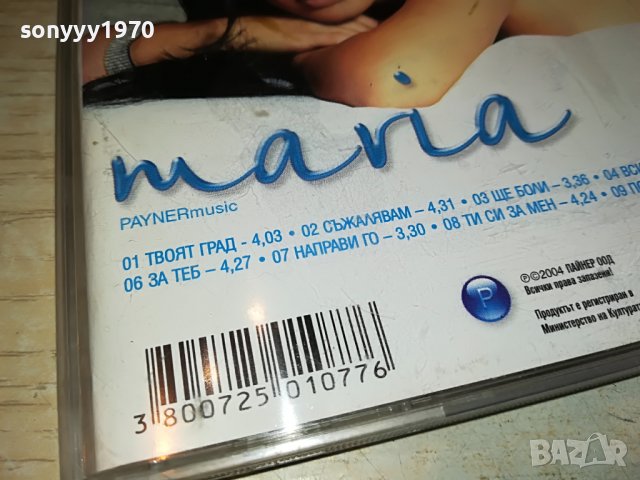 sonyyy1970
maria
PAYNERmusic
01 ТВОЯТ ГРАД - 4,03 • 02 СЪЖАЛЯВАМ – 4,31 • 03 ЩЕ БОЛИ – 3,36 • 04
06 ЗА ТЕБ – 4,27 • 07 НАПРАВИ ГО – 3,30 • 08 ТИ СИ ЗА МЕН – 4,24 • 09
℗©2004 ПАЙНЕР ООД
Всички права запазени!
P
Продуктът е регистриран в
Министерство на
3 800725 010776
BAZAR.bg